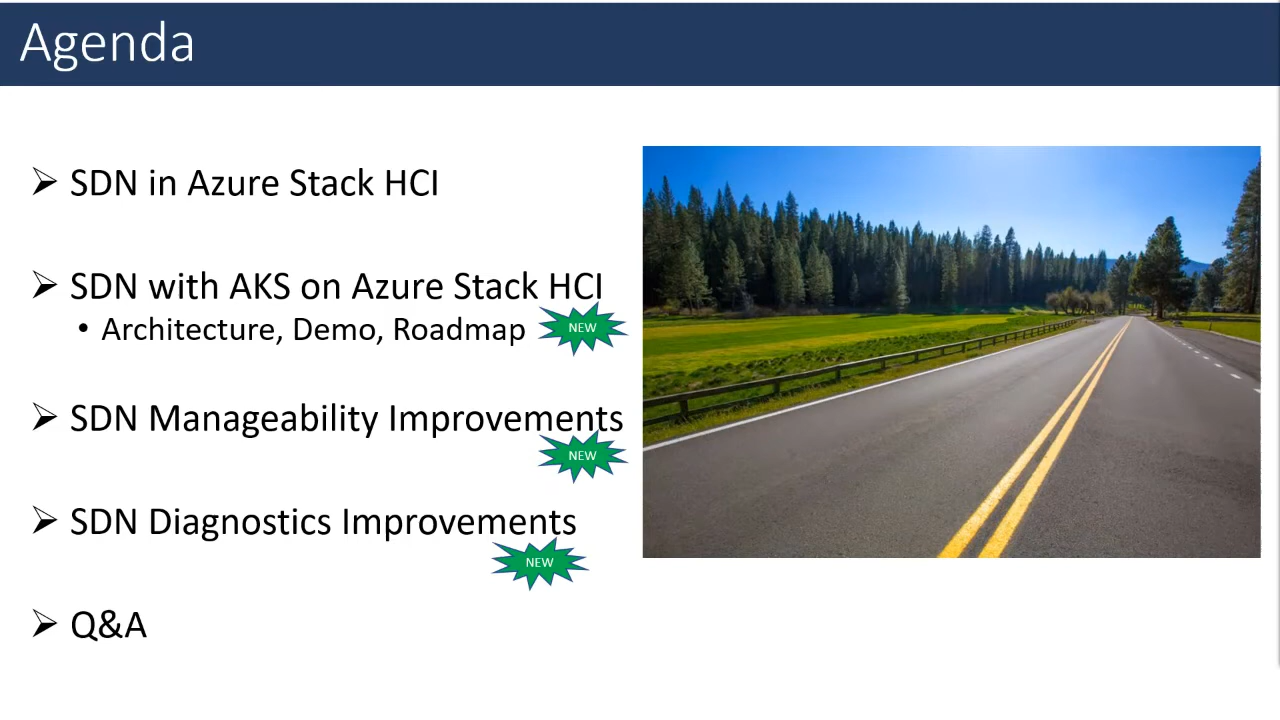 Agenda
SDN in Azure Stack HCI
SDN with AKS on Azure Stack HCI
Architecture, Demo, Roadmap
NEW
SDN Manageability Improvements
NEW
SDN Diagnostics Improvements
NEW
Q&A